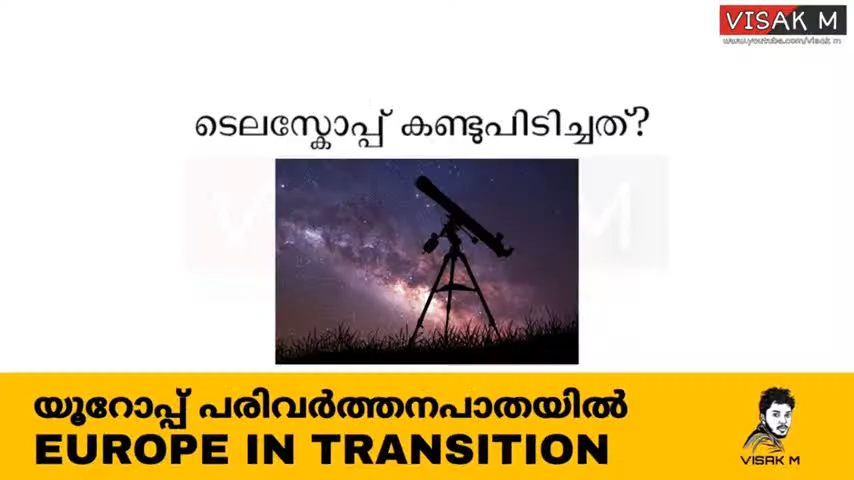 VISAK M
www.youtube.com/visak m
ടെലസ്കോപ്പ് കണ്ടുപിടിച്ചത്?
യൂറോപ്പ് പരിവർത്തനപാതയിൽ
EUROPE IN TRANSITION
VISAK M